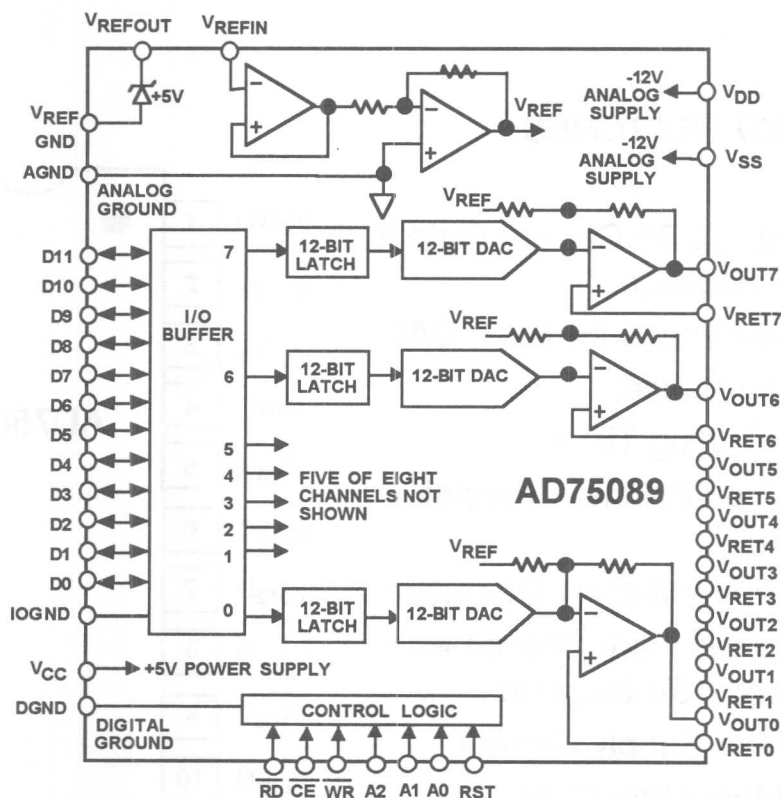 VREFOUT
VREFIN
+5V
VREF
GND
AGND
ANALOG
GROUND
VREF
-12V
ANALOG
SUPPLY
VDD
-12V
ANALOG
SUPPLY
VSS
D11
D10
D9
D8
D7
D6
D5
D4
D3
D2
D1
D0
IOGND
I/O
BUFFER
7
6
5
4
3
2
1
0
12-BIT
LATCH
12-BIT DAC
VREF
VOUT7
VRET7
12-BIT
LATCH
12-BIT DAC
VREF
VOUT6
VRET6
FIVE OF EIGHT
CHANNELS NOT
SHOWN
AD75089
VOUT5
VRET5
VOUT4
VRET4
VOUT3
VRET3
VOUT2
VRET2
VOUT1
VRET1
VOUT0
VRET0
12-BIT
LATCH
12-BIT DAC
VREF
VCC
+5V POWER SUPPLY
DGND
DIGITAL
GROUND
CONTROL LOGIC
RD CE WR A2 A1 A0 RST